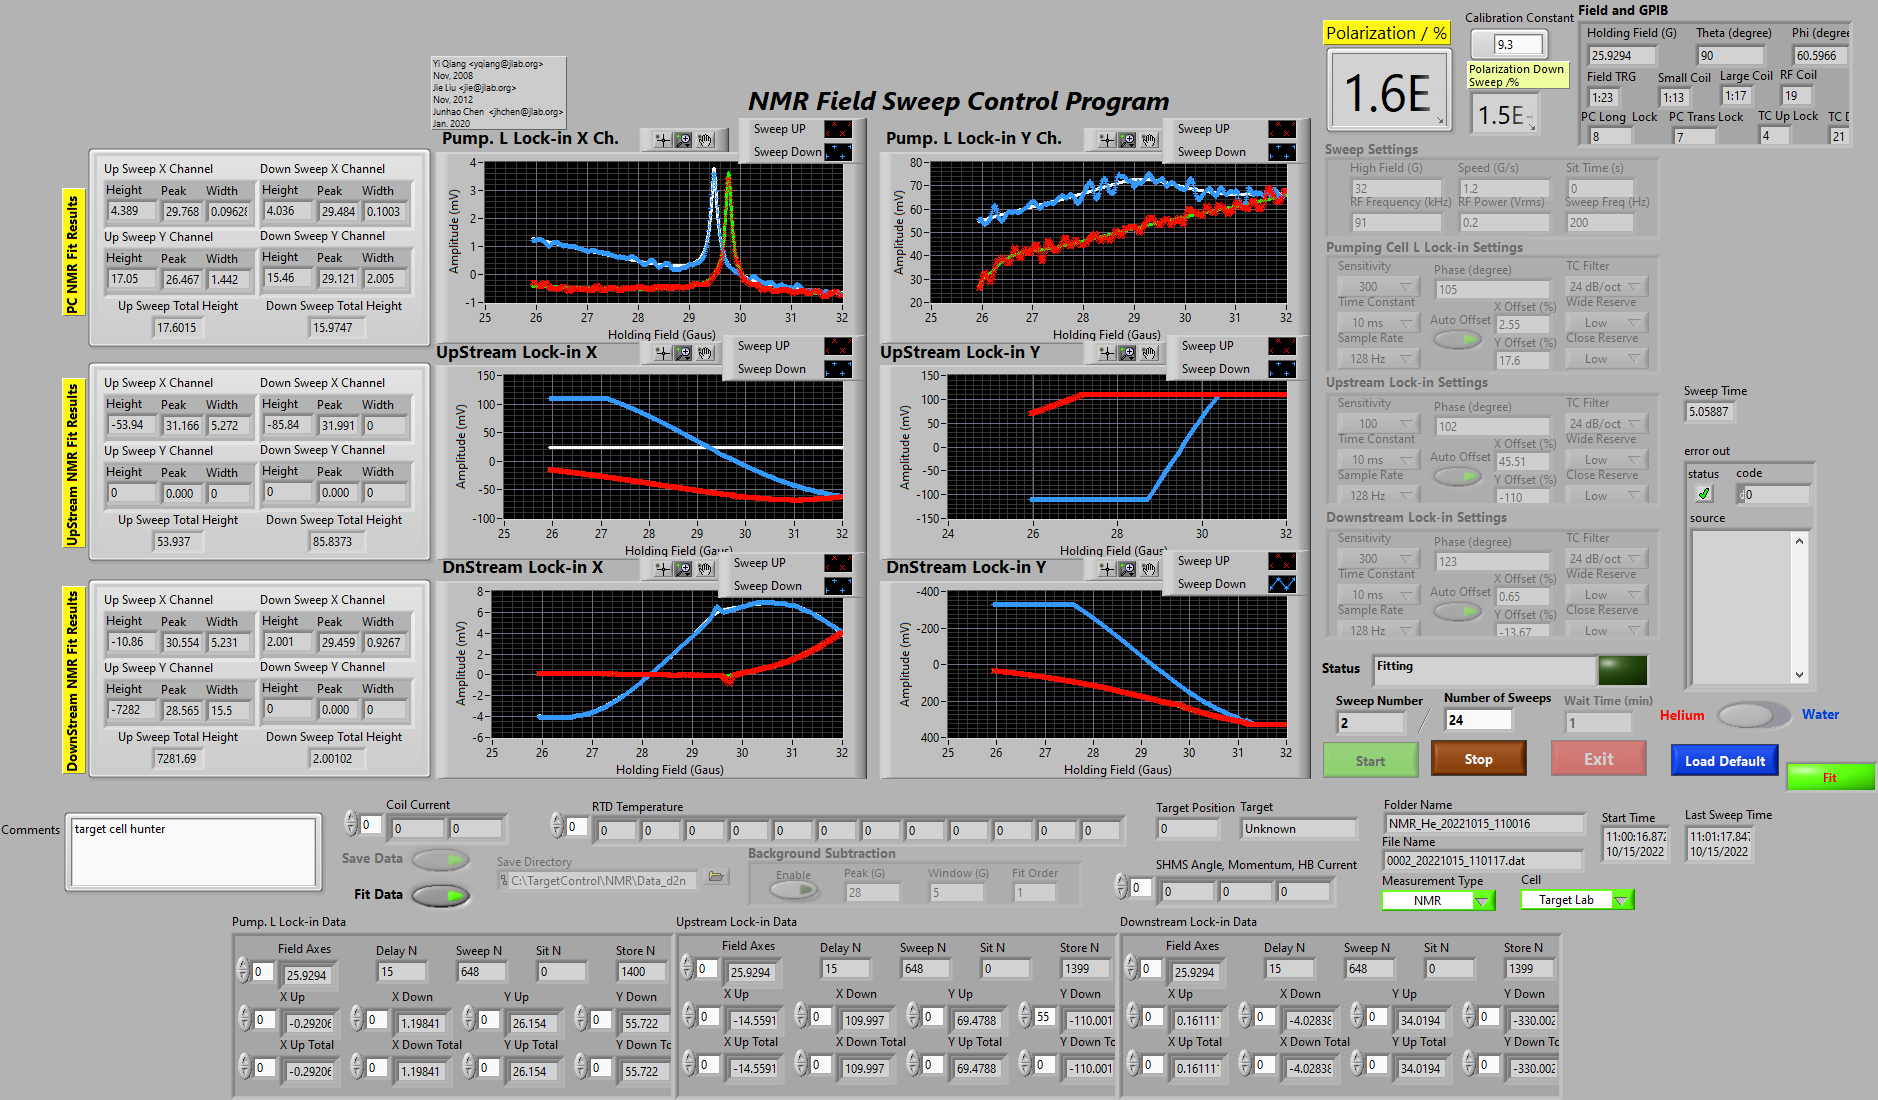 NMR Field Sweep Control Program
Yi Qiang <yqiang@jlab.org>
Nov, 2008
Jie Liu <jie@jlab.org>
Nov, 2012
Junhao Chen <jhchen@jlab.org>
Jan. 2020
Polarization / %
1.6E
Calibration Constant
9.3
Polarization Down
Sweep /%
1.5E-
Field and GPIB
Holding Field (G) Theta (degree) Phi (degree
25.9294 90 60.5966
Field TRG Small Coil Large Coil RF Coil
1:23 1:13 1:17 19
PC Long Lock PC Trans Lock TC Up Lock TC D
8 7 4 21
PC NMR Fit Results
Up Sweep X Channel Down Sweep X Channel
Height Peak Width Height Peak Width
4.389 29.768 0.09628 4.036 29.484 0.1003
Up Sweep Y Channel Down Sweep Y Channel
Height Peak Width Height Peak Width
17.05 26.467 1.442 15.46 29.121 2.005
Up Sweep Total Height Down Sweep Total Height
17.6015 15.9747
UpStream NMR Fit Results
Up Sweep X Channel Down Sweep X Channel
Height Peak Width Height Peak Width
-53.94 31.166 5.272 -85.84 31.991 0
Up Sweep Y Channel Down Sweep Y Channel
Height Peak Width Height Peak Width
0 0.000 0 0 0.000 0
Up Sweep Total Height Down Sweep Total Height
53.937 85.8373
DownStream NMR Fit Results
Up Sweep X Channel Down Sweep X Channel
Height Peak Width Height Peak Width
-10.86 30.554 5.231 2.001 29.459 0.9267
Up Sweep Y Channel Down Sweep Y Channel
Height Peak Width Height Peak Width
-7282 28.565 15.5 0 0.000 0
Up Sweep Total Height Down Sweep Total Height
7281.69 2.00102
Pump. L Lock-in X Ch.
Sweep UP
Sweep Down
Amplitude (mV)
4
3
2
1
0
-1
25 26 27 28 29 30 31 32
Holding Field (Gaus)
Pump. L Lock-in Y Ch.
Sweep UP
Sweep Down
Amplitude (mV)
80
70
60
50
40
30
20
25 26 27 28 29 30 31 32
Holding Field (Gaus)
UpStream Lock-in X
Sweep UP
Sweep Down
Amplitude (mV)
150
100
50
0
-50
-100
25 26 27 28 29 30 31 32
Holding Field (Gaus)
UpStream Lock-in Y
Sweep UP
Sweep Down
Amplitude (mV)
150
100
50
0
-50
-100
-150
24 26 28 30 32
Holding Field (Gaus)
DnStream Lock-in X
Sweep UP
Sweep Down
Amplitude (mV)
8
6
4
2
0
-2
-4
-6
25 26 27 28 29 30 31 32
Holding Field (Gaus)
DnStream Lock-in Y
Sweep UP
Sweep Down
Amplitude (mV)
-400
-200
0
200
400
25 26 27 28 29 30 31 32
Holding Field (Gaus)
Sweep Settings
High Field (G) Speed (G/s) Sit Time (s)
32 1.2 0
RF Frequency (kHz) RF Power (Vrms) Sweep Freq (Hz)
91 0.2 200
Pumping Cell L Lock-in Settings
Sensitivity Phase (degree) TC Filter
300 105 24 dB/oct
Time Constant X Offset (%) Wide Reserve
10 ms Auto Offset 2.55 Low
Sample Rate Y Offset (%) Close Reserve
128 Hz 17.6 Low
Upstream Lock-in Settings
Sensitivity Phase (degree) TC Filter
100 102 24 dB/oct
Time Constant X Offset (%) Wide Reserve
10 ms Auto Offset 45.51 Low
Sample Rate Y Offset (%) Close Reserve
128 Hz -110 Low
Downstream Lock-in Settings
Sensitivity Phase (degree) TC Filter
300 123 24 dB/oct
Time Constant X Offset (%) Wide Reserve
10 ms Auto Offset 0.65 Low
Sample Rate Y Offset (%) Close Reserve
128 Hz -13.67 Low
Sweep Time
5.05887
error out
status code
0
source
Status Fitting
Sweep Number Number of Sweeps Wait Time (min)
2 / 24 1
Helium Water
Start Stop Exit Load Default Fit
Comments target cell hunter
Coil Current
0 0 0
Save Data
Fit Data
RTD Temperature
0 0 0 0 0 0 0 0 0 0 0 0 0
Save Directory
C:\TargetControl\NMR\Data_d2n
Background Subtraction
Enable Peak (G) Window (G) Fit Order
28 5 1
Target Position Target
0 Unknown
SHMS Angle, Momentum, HB Current
0 0 0 0
Folder Name
NMR_He_20221015_110016
File Name
0002_20221015_110117.dat
Measurement Type Cell
NMR Target Lab
Start Time Last Sweep Time
11:00:16.872 11:01:17.847
10/15/2022 10/15/2022
Pump. L Lock-in Data
Field Axes Delay N Sweep N Sit N Store N
0 25.9294 15 648 0 1400
X Up X Down Y Up Y Down
0 -0.29206 0 1.19841 0 26.154 0 55.722
X Up Total X Down Total Y Up Total Y Down To
0 -0.29206 0 1.19841 0 26.154 0 55.722
Upstream Lock-in Data
Field Axes Delay N Sweep N Sit N Store N
0 25.9294 15 648 0 1399
X Up X Down Y Up Y Down
0 -14.5591 0 109.997 0 69.4788 55 -110.001
X Up Total X Down Total Y Up Total Y Down To
0 -14.5591 0 109.997 0 69.4788 0 -110.001
Downstream Lock-in Data
Field Axes Delay N Sweep N Sit N Store N
0 25.9294 15 648 0 1399
X Up X Down Y Up Y Down
0 0.16111 0 -4.02838 0 34.0194 0 -330.002
X Up Total X Down Total Y Up Total Y Down To
0 0.16111 0 -4.02838 0 34.0194 0 -330.002